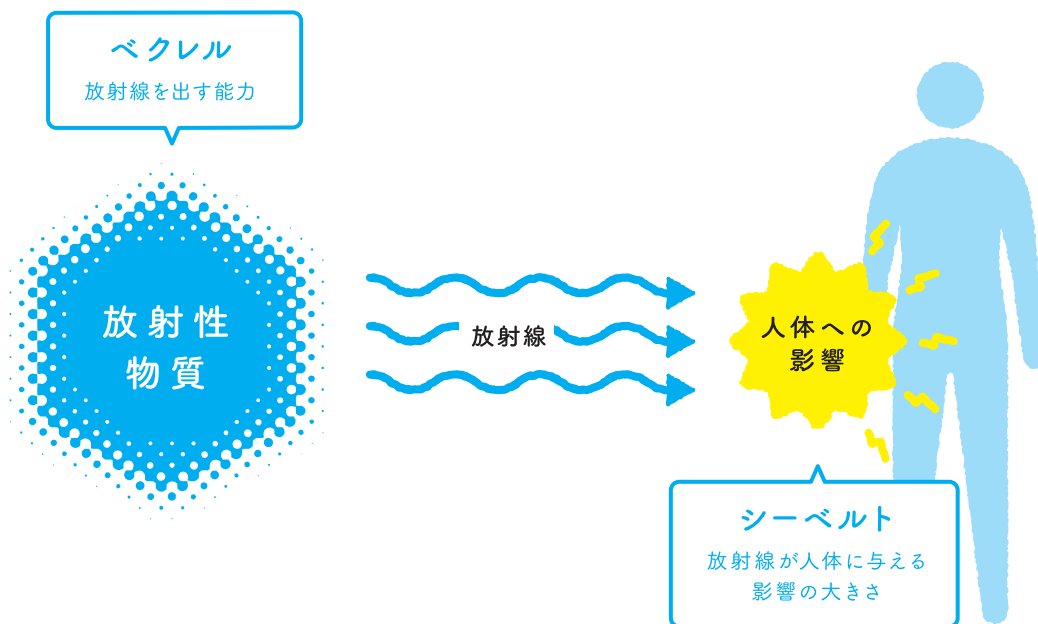 ベクレル
放射線を出す能力
放射性
物質
放射線
人体への
影響
シーベルト
放射線が人体に与える
影響の大きさ